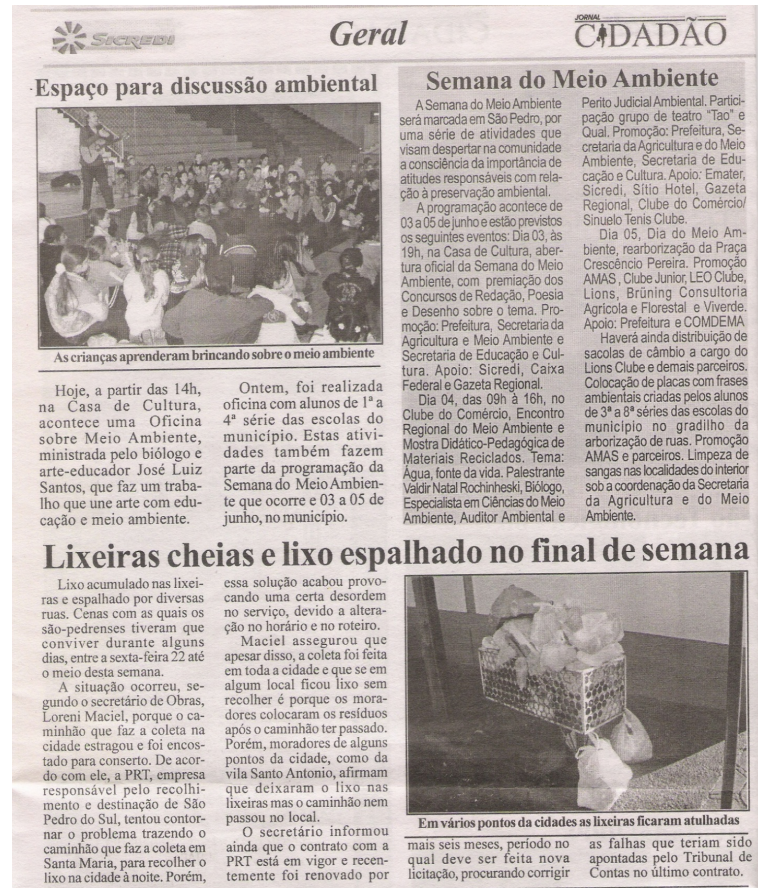 SICREDI
Geral
JORNAL
CIDADÃO
Espaço para discussão ambiental
As crianças aprenderam brincando sobre o meio ambiente
Hoje, a partir das 14h,
na Casa de Cultura,
acontece uma Oficina
sobre Meio Ambiente,
ministrada pelo biólogo e
arte-educador José Luiz
Santos, que faz um traba-
lho que une arte com edu-
cação e meio ambiente.
Ontem, foi realizada
oficina com alunos de 1ª a
4ª série das escolas do
município. Estas ativi-
dades também fazem
parte da programação da
Semana do Meio Ambien-
te que ocorre e 03 a 05 de
junho, no município.
Semana do Meio Ambiente
A Semana do Meio Ambiente
será marcada em São Pedro, por
uma série de atividades que
visam despertar na comunidade
a consciência da importância de
atitudes responsáveis com rela-
ção à preservação ambiental.
A programação acontece de
03 a 05 de junho e estão previstos
os seguintes eventos: Dia 03, às
19h, na Casa de Cultura, aber-
tura oficial da Semana do Meio
Ambiente, com premiação dos
Concursos de Redação, Poesia
e Desenho sobre o tema. Pro-
moção: Prefeitura, Secretaria da
Agricultura e Meio Ambiente e
Secretaria de Educação e Cul-
tura. Apoio: Sicredi, Caixa
Federal e Gazeta Regional.
Dia 04, das 09h à 16h, no
Clube do Comércio, Encontro
Regional do Meio Ambiente e
Mostra Didático-Pedagógica de
Materiais Reciclados. Tema:
Água, fonte da vida. Palestrante
Valdir Natal Rochinheski, Biólogo,
Especialista em Ciências do Meio
Ambiente, Auditor Ambiental e
Perito Judicial Ambiental. Partici-
pação grupo de teatro "Tao" e
Qual. Promoção: Prefeitura, Se-
cretaria da Agricultura e do Meio
Ambiente, Secretaria de Edu-
cação e Cultura. Apoio: Emater,
Sicredi, Sítio Hotel, Gazeta
Regional, Clube do Comércio/
Sinuelo Tenis Clube.
Dia 05, Dia do Meio Am-
biente, rearborização da Praça
Crescêncio Pereira. Promoção
AMAS, Clube Junior, LEO Clube,
Lions, Brüning Consultoria
Agricola e Florestal e Viverde.
Apoio: Prefeitura e COMDEMA
Haverá ainda distribuição de
sacolas de câmbio a cargo do
Lions Clube e demais parceiros.
Colocação de placas com frases
ambientais criadas pelos alunos
de 3ª a 8ª séries das escolas do
município no gradilho da
arborização de ruas. Promoção
AMAS e parceiros. Limpeza de
sangas nas localidades do interior
sob a coordenação da Secretaria
da Agricultura e do Meio
Ambiente.
Lixeiras cheias e lixo espalhado no final de semana
Lixo acumulado nas lixei-
ras e espalhado por diversas
ruas. Cenas com as quais os
são-pedrenses tiveram que
conviver durante alguns
dias, entre a sexta-feira 22 até
o meio desta semana.
A situação ocorreu, se-
gundo o secretário de Obras,
Loreni Maciel, porque o ca-
minhão que faz a coleta na
cidade estragou e foi encos-
tado para conserto. De acor-
do com ele, a PRT, empresa
responsável pelo recolhi-
mento e destinação de São
Pedro do Sul, tentou contor-
nar o problema trazendo o
caminhão que faz a coleta em
Santa Maria, para recolher o
lixo na cidade à noite. Porém,
essa solução acabou provo-
cando uma certa desordem
no serviço, devido a altera-
ção no horário e no roteiro.
Maciel assegurou que
apesar disso, a coleta foi feita
em toda a cidade e que se em
algum local ficou lixo sem
recolher é porque os mora-
dores colocaram os resíduos
após o caminhão ter passado.
Porém, moradores de alguns
pontos da cidade, como da
vila Santo Antonio, afirmam
que deixaram o lixo nas
lixeiras mas o caminhão nem
passou no local.
O secretário informou
ainda que o contrato com a
PRT está em vigor e recen-
temente foi renovado por
Em vários pontos da cidades as lixeiras ficaram atulhadas
mais seis meses, período no
qual deve ser feita nova
licitação, procurando corrigir
as falhas que teriam sido
apontadas pelo Tribunal de
Contas no último contrato.